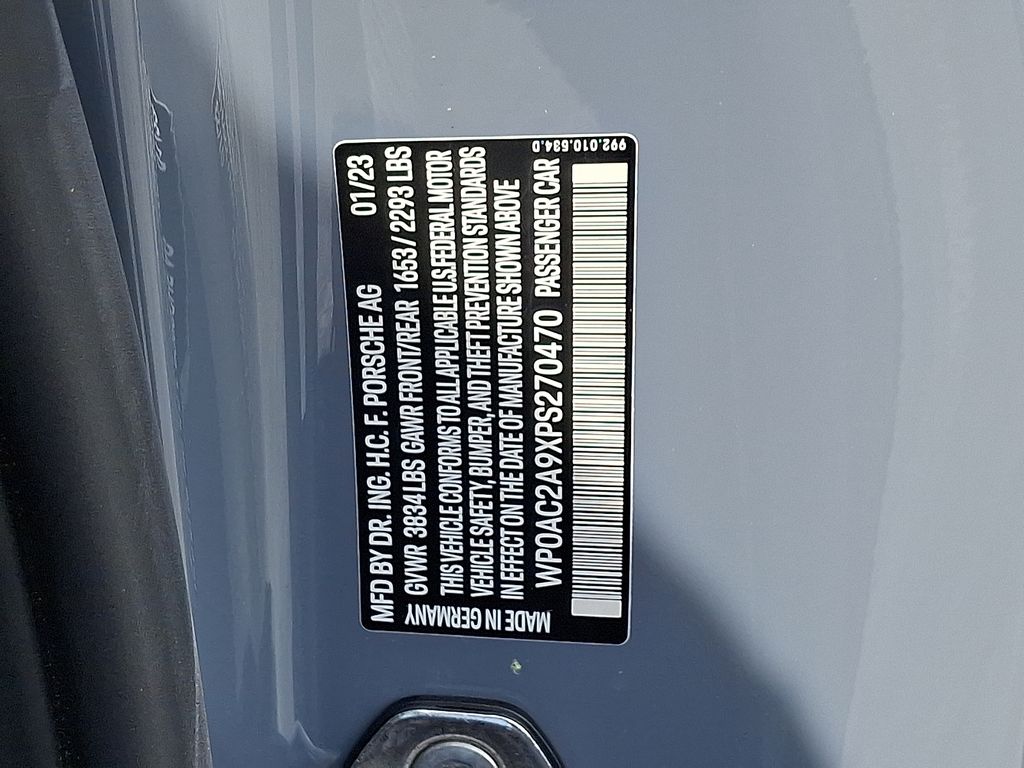 MFD BY DR. ING. H.C. F. PORSCHE AG 01/23
GVWR 3834 LBS GAWR FRONT/REAR 1653 / 2293 LBS
THIS VEHICLE CONFORMS TO ALL APPLICABLE U.S. FEDERAL MOTOR
VEHICLE SAFETY, BUMPER, AND THEFT PREVENTION STANDARDS
IN EFFECT ON THE DATE OF MANUFACTURE SHOWN ABOVE
WP0AC2A9XPS270470 PASSENGER CAR
MADE IN GERMANY
992.010.534.D